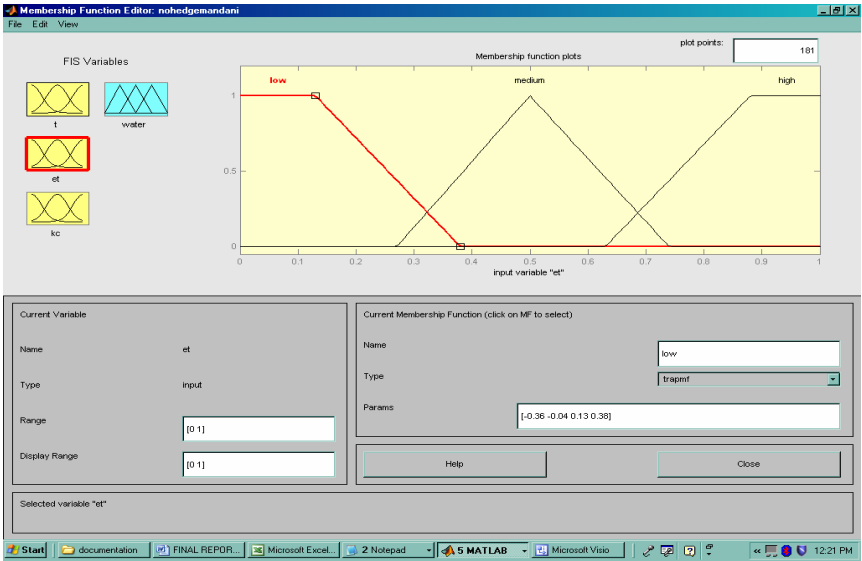 Membership Function Editor: nohedgemandani
File Edit View
FIS Variables
t
water
et
kc
plot points:
181
Membership function plots
low
medium
high
1
0.5
0
0 0.1 0.2 0.3 0.4 0.5 0.6 0.7 0.8 0.9 1
input variable "et"
Current Variable
Name et
Type input
Range [0 1]
Display Range [0 1]
Current Membership Function (click on MF to select)
Name low
Type trapmf
Params [-0.36 -0.04 0.13 0.38]
Help Close
Selected variable "et"
Start documentation FINAL REPOR... Microsoft Excel... 2 Notepad 5 MATLAB Microsoft Visio 12:21 PM